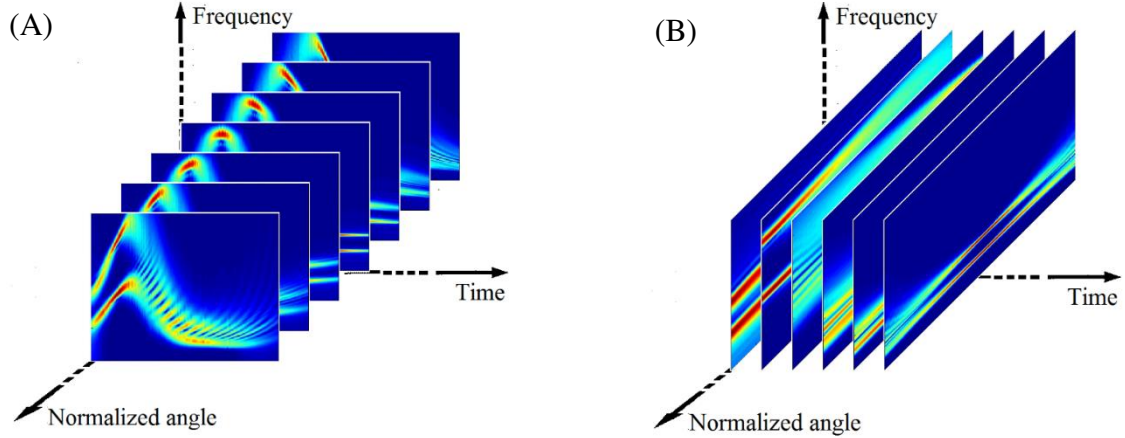 (A)
Frequency
Time
Normalized angle
(B)
Frequency
Time
Normalized angle